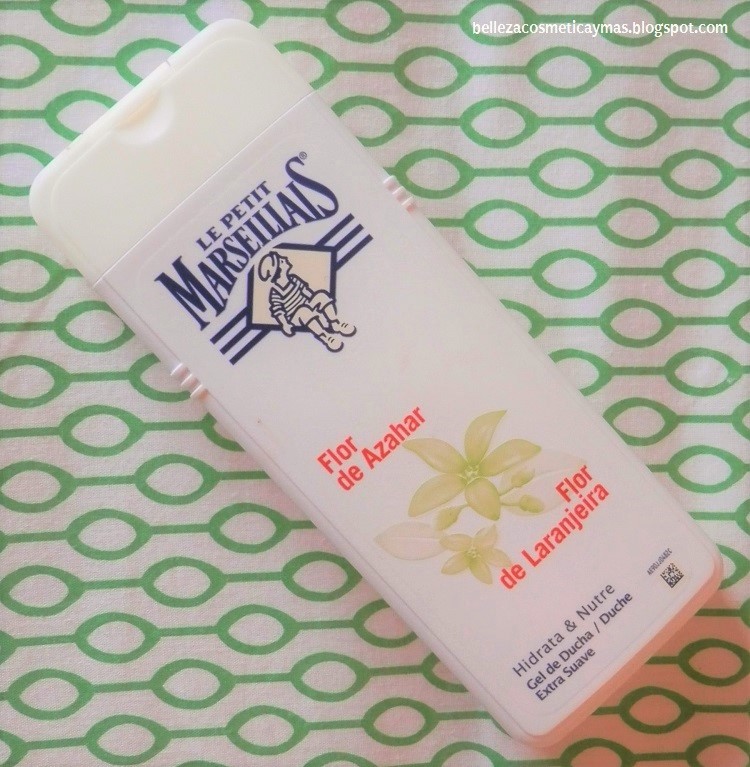 bellezacosmeticaymas.blogspot.com
LE PETIT
MARSEILLAIS®
Flor
de Azahar
Flor
de Laranjeira
Hidrata & Nutre
Gel de Ducha / Duche
Extra Suave